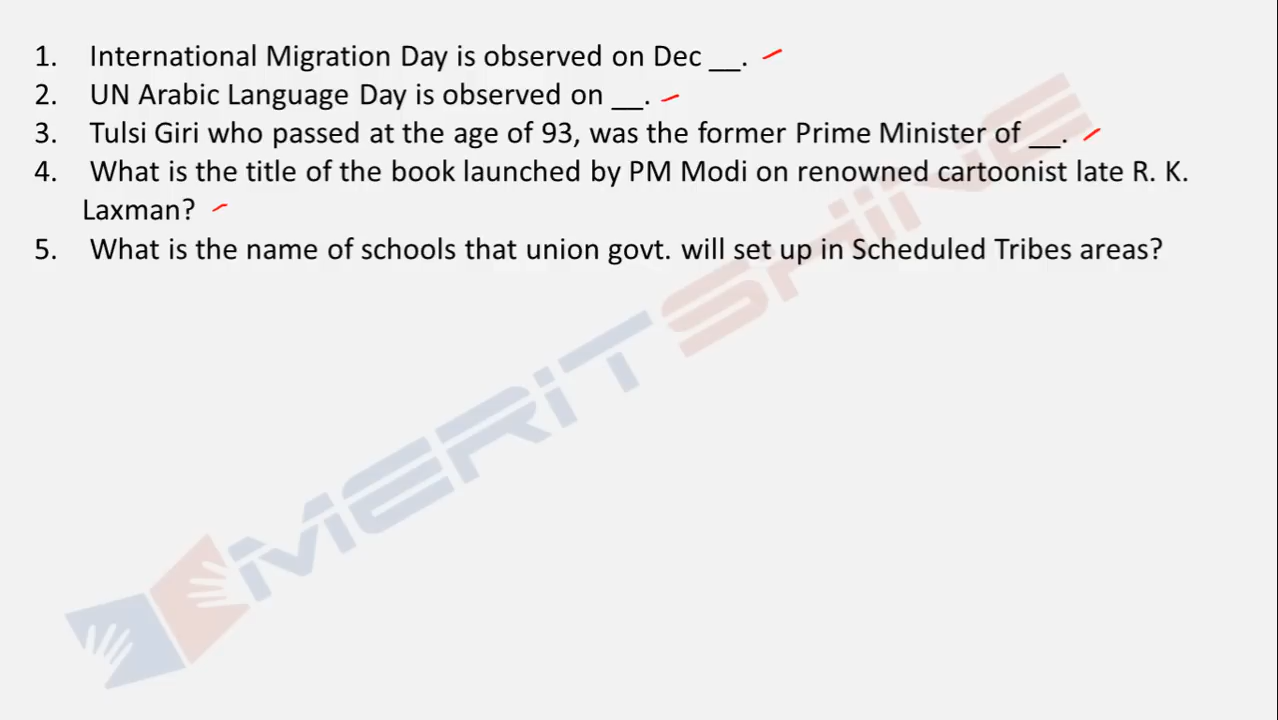 1. International Migration Day is observed on Dec __.
2. UN Arabic Language Day is observed on __.
3. Tulsi Giri who passed at the age of 93, was the former Prime Minister of __.
4. What is the title of the book launched by PM Modi on renowned cartoonist late R. K.
Laxman?
5. What is the name of schools that union govt. will set up in Scheduled Tribes areas?
MERITSHINE